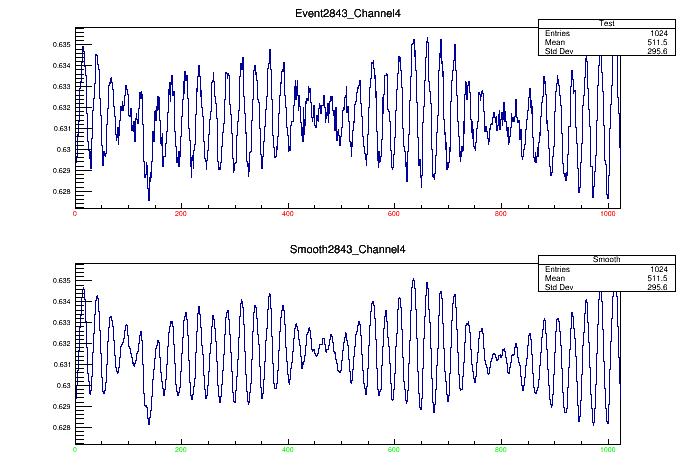 Event2843_Channel4
Test
Entries 1024
Mean 511.5
Std Dev 295.6
0.635
0.634
0.633
0.632
0.631
0.63
0.629
0.628
0 200 400 600 800 1000
Smooth2843_Channel4
Smooth
Entries 1024
Mean 511.5
Std Dev 295.6
0.635
0.634
0.633
0.632
0.631
0.63
0.629
0.628
0 200 400 600 800 1000